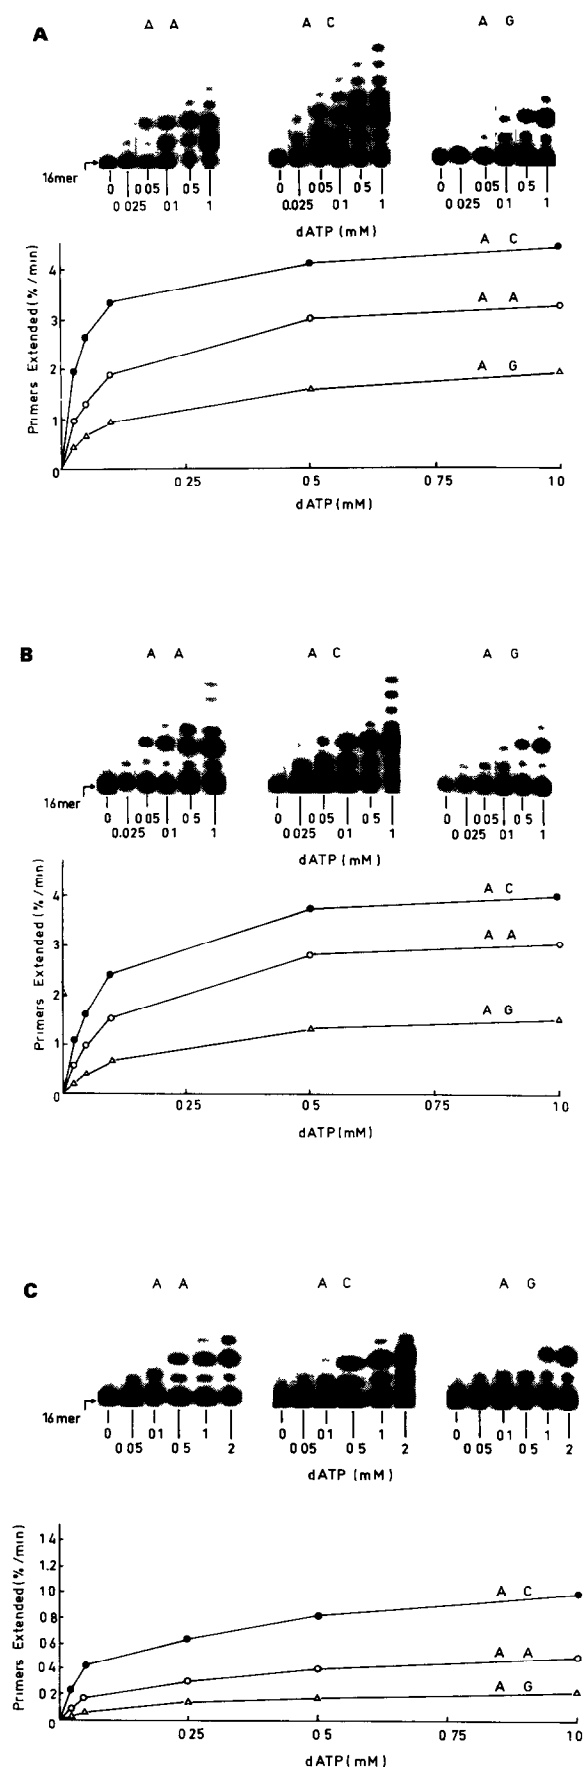 A
A A
A C
A G
16mer
0 0 05 0 5
0 025 0 1 1
0 0 05 0 5
0.025 0 1 1
0 0 05 0 5
0 025 0 1 1
dATP (mM)
Primers Extended (% /min)
4
3
2
1
0
A C
A A
A G
0 25 0 5 0 75 1 0
dATP (mM)
B
A A
A C
A G
16mer
0 0 05 0 5
0.025 0 1 1
0 0 05 0 5
0 025 0 1 1
0 0 05 0 5
0 025 0 1 1
dATP (mM)
Primers Extended (% /min)
4
3
2
1
0
A C
A A
A G
0 25 0 5 0 75 1 0
dATP (mM)
C
A A
A C
A G
16mer
0 0 1 1
0 05 0 5 2
0 0 1 1
0 05 0 5 2
0 0 1 1
0 05 0 5 2
dATP (mM)
Primers Extended (% /min)
1 4
1.2
1 0
0.8
0 6
0 4
0 2
0
A C
A A
A G
0 25 0 5 0 75 1 0
dATP (mM)